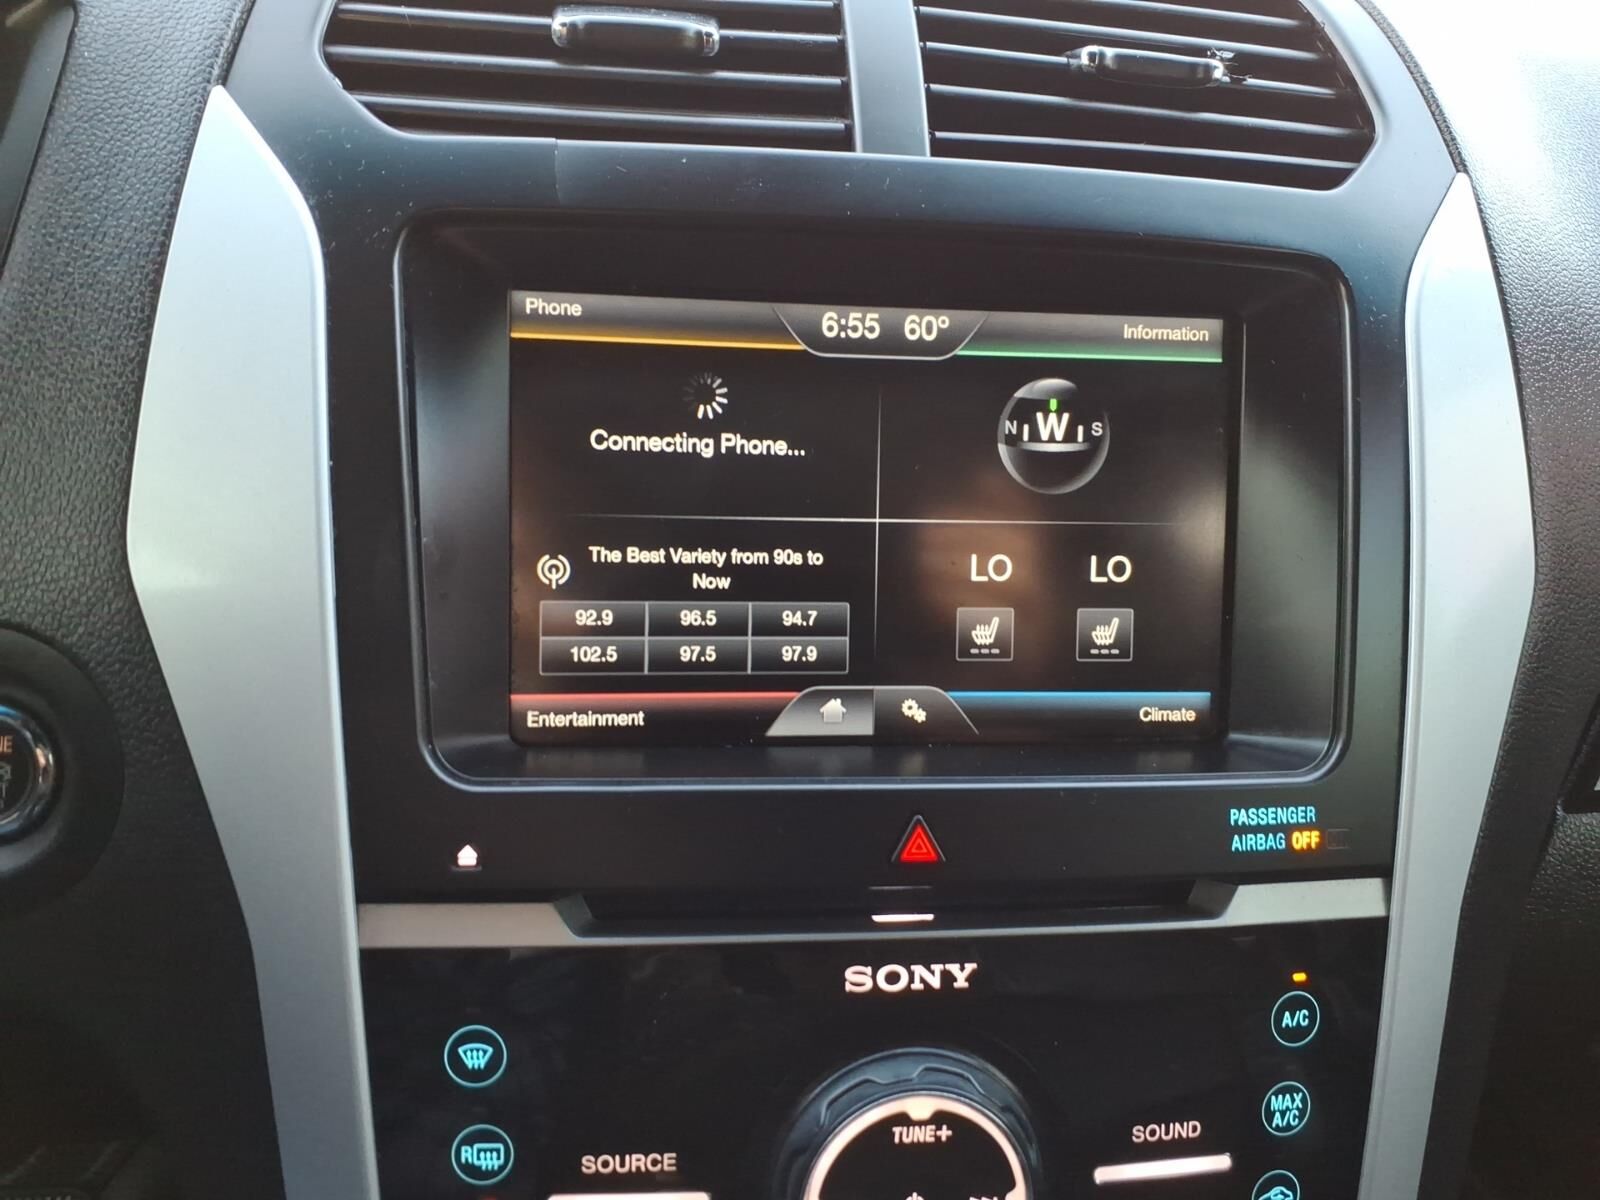 Phone
6:55 60°
Information
Connecting Phone...
N W S
The Best Variety from 90s to
Now
92.9 96.5 94.7
102.5 97.5 97.9
LO LO
Entertainment
Climate
PASSENGER
AIRBAG OFF
SONY
A/C
MAX
A/C
R
TUNE+
SOURCE
SOUND